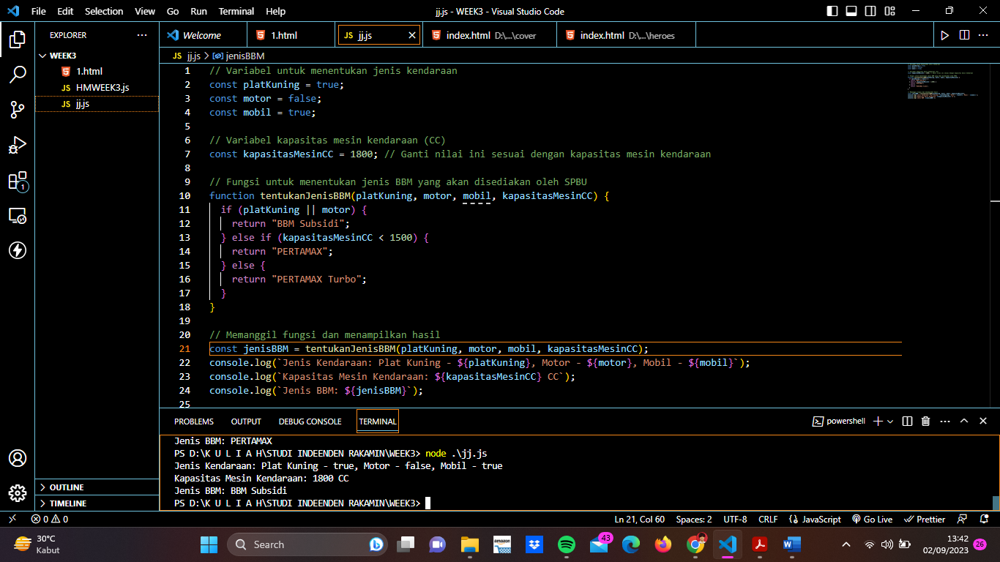 File Edit Selection View Go Run Terminal Help jj.js - WEEK3 - Visual Studio Code
EXPLORER
WEEK3
1.html
JS HMWEEK3.js
JS jj.js
OUTLINE
TIMELINE
1
Welcome 1.html JS jj.js index.html D:\...\cover index.html D:\...\heroes
JS jj.js > jenisBBM
1 // Variabel untuk menentukan jenis kendaraan
2 const platKuning = true;
3 const motor = false;
4 const mobil = true;
5
6 // Variabel kapasitas mesin kendaraan (CC)
7 const kapasitasMesinCC = 1800; // Ganti nilai ini sesuai dengan kapasitas mesin kendaraan
8
9 // Fungsi untuk menentukan jenis BBM yang akan disediakan oleh SPBU
10 function tentukanJenisBBM(platKuning, motor, mobil, kapasitasMesinCC) {
11 if (platKuning || motor) {
12 return "BBM Subsidi";
13 } else if (kapasitasMesinCC < 1500) {
14 return "PERTAMAX";
15 } else {
16 return "PERTAMAX Turbo";
17 }
18 }
19
20 // Memanggil fungsi dan menampilkan hasil
21 const jenisBBM = tentukanJenisBBM(platKuning, motor, mobil, kapasitasMesinCC);
22 console.log(`Jenis Kendaraan: Plat Kuning - ${platKuning}, Motor - ${motor}, Mobil - ${mobil}`);
23 console.log(`Kapasitas Mesin Kendaraan: ${kapasitasMesinCC} CC`);
24 console.log(`Jenis BBM: ${jenisBBM}`);
25
PROBLEMS OUTPUT DEBUG CONSOLE TERMINAL powershell
Jenis BBM: PERTAMAX
PS D:\K U L I A H\STUDI INDEENDEN RAKAMIN\WEEK3> node .\jj.js
Jenis Kendaraan: Plat Kuning - true, Motor - false, Mobil - true
Kapasitas Mesin Kendaraan: 1800 CC
Jenis BBM: BBM Subsidi
PS D:\K U L I A H\STUDI INDEENDEN RAKAMIN\WEEK3>
0 0 Ln 21, Col 60 Spaces: 2 UTF-8 CRLF {} JavaScript Go Live Prettier
30°C
Kabut
Search
amazon
43
13:42
02/09/2023
26